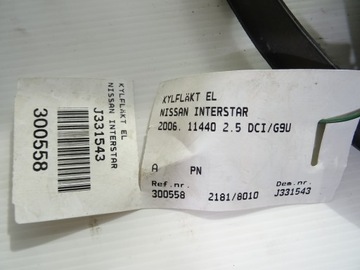 KYLFLÄKT EL
NISSAN INTERSTAR
J331543
300558
KYLFLÄKT EL
NISSAN INTERSTAR
2006. 11440 2.5 DCI/G9U
A PN
Ref.nr. Dem.nr.
300558 2181/8010 J331543